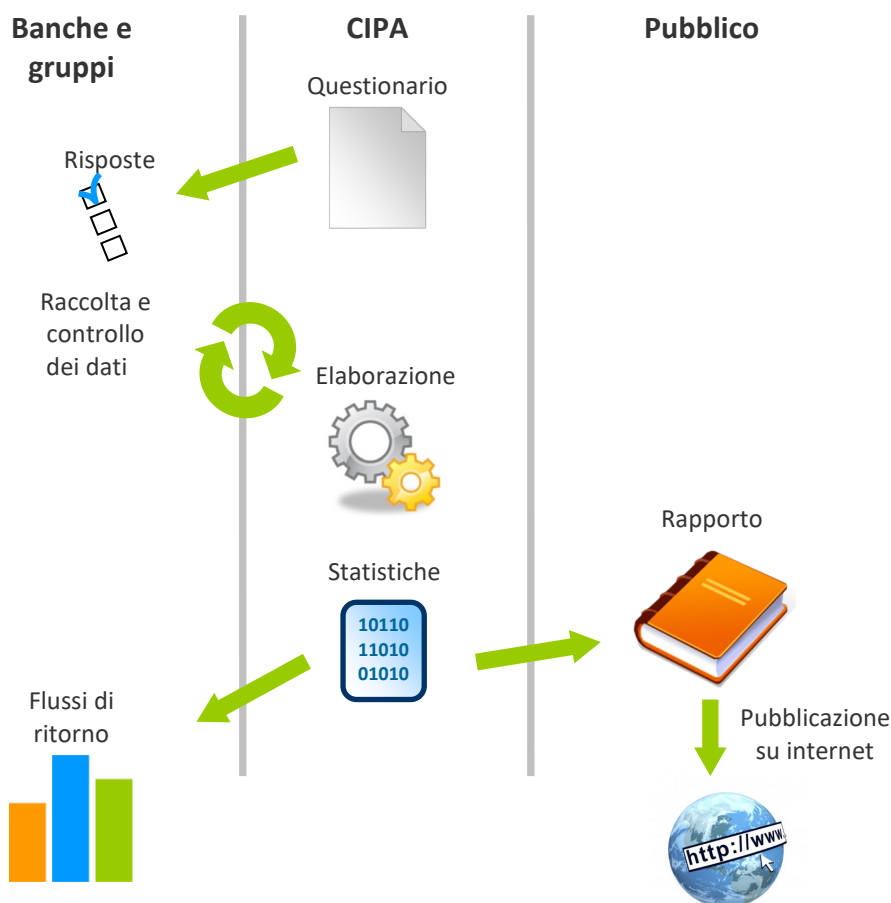 Banche e
gruppi
CIPA
Pubblico
Questionario
Risposte
Raccolta e
controllo
dei dati
Elaborazione
Rapporto
Statistiche
10110
11010
01010
Flussi di
ritorno
Pubblicazione
su internet
http://www.